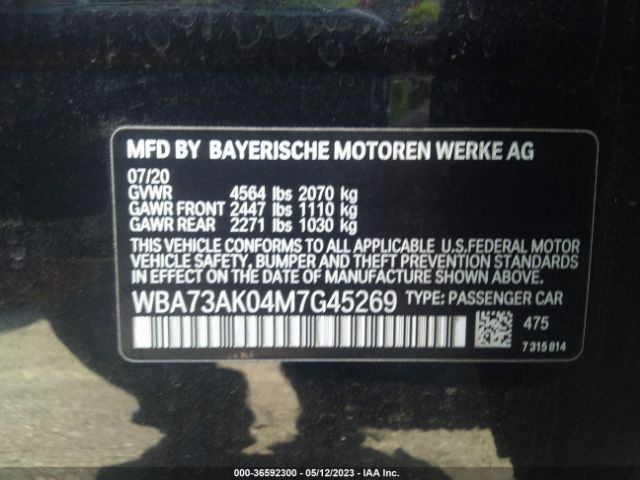 MFD BY BAYERISCHE MOTOREN WERKE AG
07/20
GVWR 4564 lbs 2070 kg
GAWR FRONT 2447 lbs 1110 kg
GAWR REAR 2271 lbs 1030 kg
THIS VEHICLE CONFORMS TO ALL APPLICABLE U.S.FEDERAL MOTOR
VEHICLE SAFETY, BUMPER AND THEFT PREVENTION STANDARDS
IN EFFECT ON THE DATE OF MANUFACTURE SHOWN ABOVE.
WBA73AK04M7G45269 TYPE: PASSENGER CAR
475
7 315 814
000-36592300 - 05/12/2023 - IAA Inc.